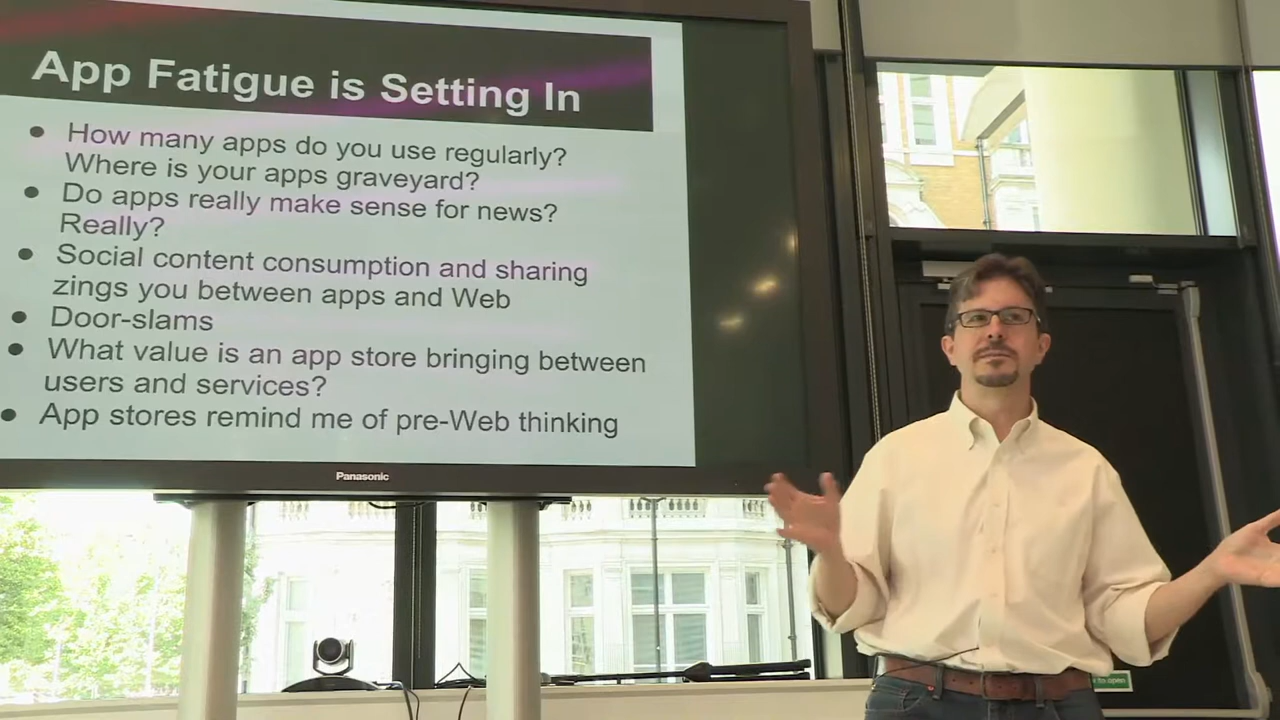 App Fatigue is Setting In
● How many apps do you use regularly?
Where is your apps graveyard?
● Do apps really make sense for news?
Really?
● Social content consumption and sharing
zings you between apps and Web
● Door-slams
● What value is an app store bringing between
users and services?
● App stores remind me of pre-Web thinking
Panasonic
to open